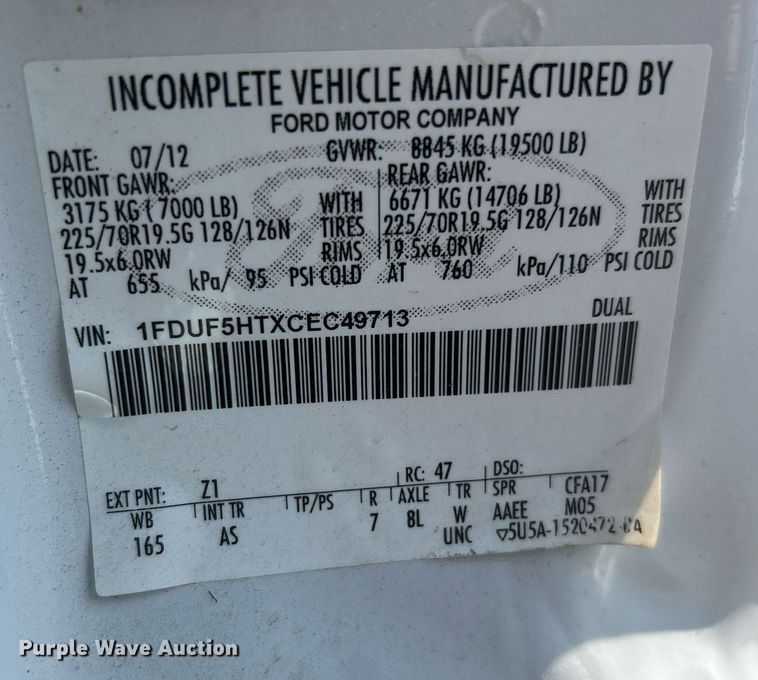 INCOMPLETE VEHICLE MANUFACTURED BY
FORD MOTOR COMPANY
DATE: 07/12 GVWR: 8845 KG (19500 LB)
FRONT GAWR: REAR GAWR:
3175 KG (7000 LB) WITH 6671 KG (14706 LB) WITH
225/70R19.5G 128/126N TIRES 225/70R19.5G 128/126N TIRES
19.5x6.0RW RIMS 19.5x6.0RW RIMS
AT 655 kPa/ 95 PSI COLD AT 760 kPa/110 PSI COLD
VIN: 1FDUF5HTXCEC49713 DUAL
EXT PNT: Z1 RC: 47 DSO:
WB INT TR TP/PS R AXLE TR SPR CFA17
165 AS 7 8L W AAEE M05
UNC ▽5U5A-1520472-BA
Purple Wave Auction